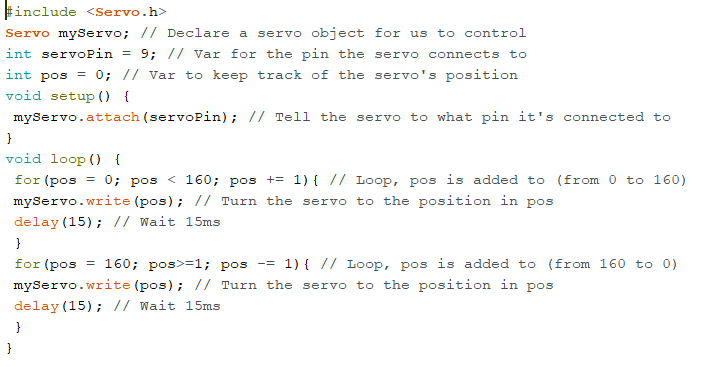 #include <Servo.h>
Servo myServo; // Declare a servo object for us to control
int servoPin = 9; // Var for the pin the servo connects to
int pos = 0; // Var to keep track of the servo's position
void setup() {
 myServo.attach(servoPin); // Tell the servo to what pin it's connected to
}
void loop() {
 for(pos = 0; pos < 160; pos += 1){ // Loop, pos is added to (from 0 to 160)
 myServo.write(pos); // Turn the servo to the position in pos
 delay(15); // Wait 15ms
 }
 for(pos = 160; pos>=1; pos -= 1){ // Loop, pos is added to (from 160 to 0)
 myServo.write(pos); // Turn the servo to the position in pos
 delay(15); // Wait 15ms
 }
}